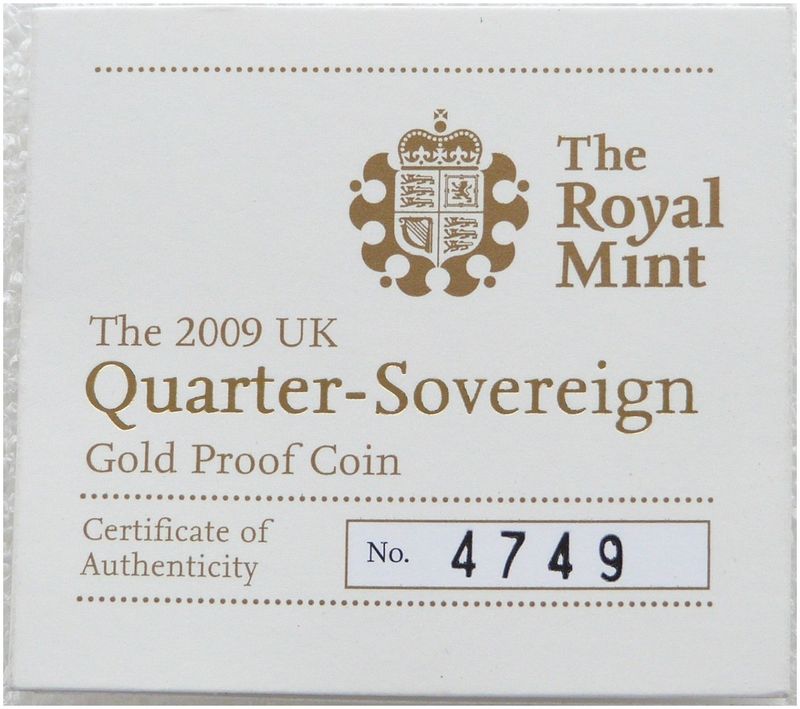 The
Royal
Mint
The 2009 UK
Quarter-Sovereign
Gold Proof Coin
Certificate of
Authenticity
No. 4749